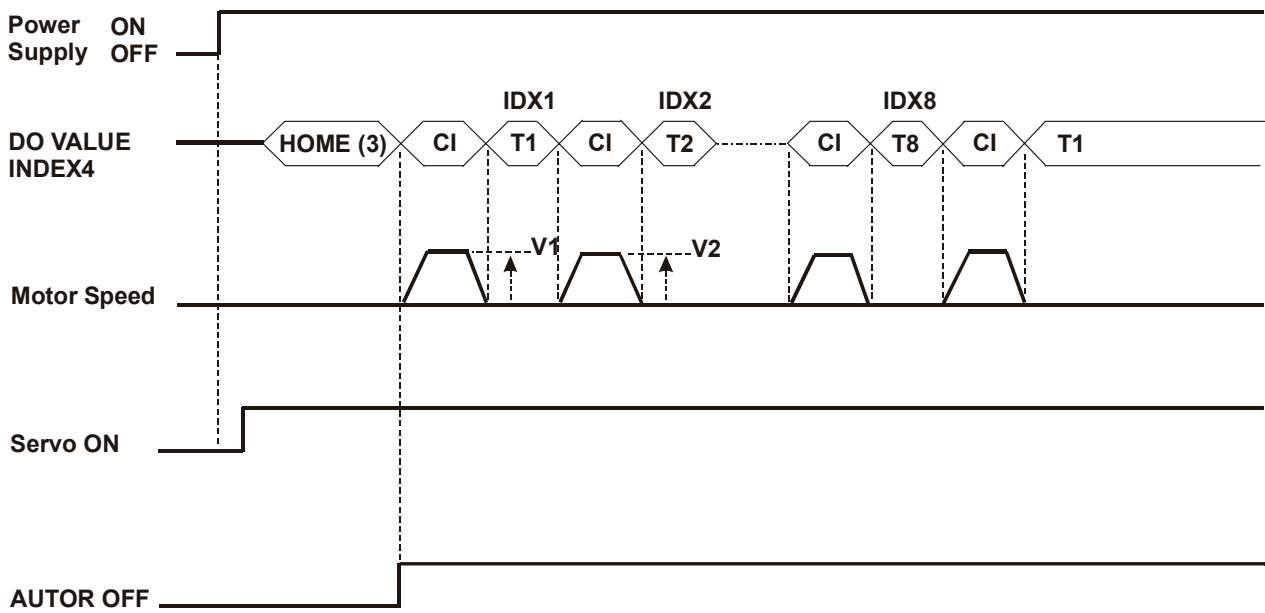 Power ON
Supply OFF
IDX1 IDX2 IDX8
DO VALUE
INDEX4
HOME (3) CI T1 CI T2 CI T8 CI T1
V1 V2
Motor Speed
Servo ON
AUTOR OFF